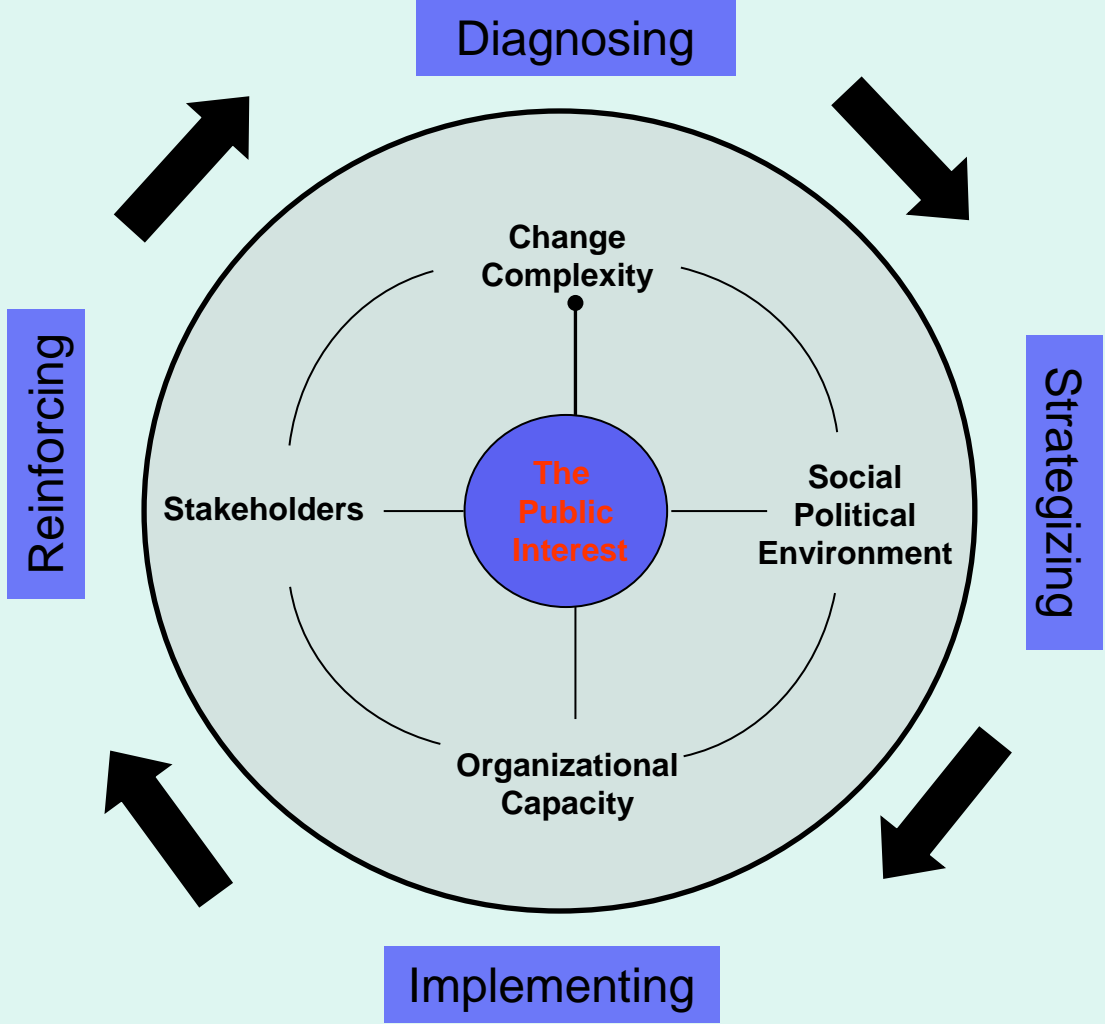 Diagnosing
Change
Complexity
Reinforcing
Stakeholders
The
Public
Interest
Social
Political
Environment
Strategizing
Organizational
Capacity
Implementing